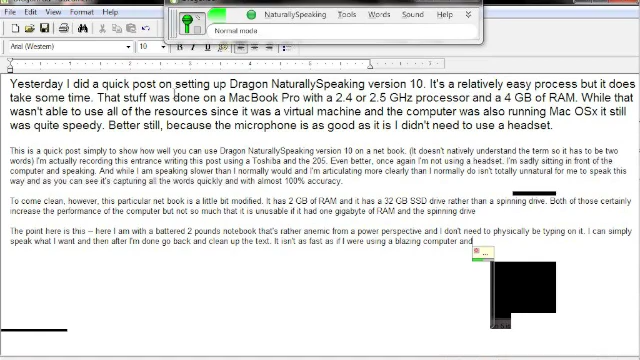 NaturallySpeaking Tools Words Sound Help
Normal mode
File Edit View Insert Format Help
Arial (Western) 10
Yesterday I did a quick post on setting up Dragon NaturallySpeaking version 10. It's a relatively easy process but it does
take some time. That stuff was done on a MacBook Pro with a 2.4 or 2.5 GHz processor and a 4 GB of RAM. While that
wasn't able to use all of the resources since it was a virtual machine and the computer was also running Mac OSx it still
was quite speedy. Better still, because the microphone is as good as it is I didn't need to use a headset.
This is a quick post simply to show how well you can use Dragon NaturallySpeaking version 10 on a net book. (It doesn't natively understand the term so it has to be two
words) I'm actually recording this entrance writing this post using a Toshiba and the 205. Even better, once again I'm not using a headset. I'm sadly sitting in front of the
computer and speaking. And while I am speaking slower than I normally would and I'm articulating more clearly than I normally do isn't totally unnatural for me to speak this
way and as you can see it's capturing all the words quickly and with almost 100% accuracy.
To come clean, however, this particular net book is a little bit modified. It has 2 GB of RAM and it has a 32 GB SSD drive rather than a spinning drive. Both of those certainly
increase the performance of the computer but not so much that it is unusable if it had one gigabyte of RAM and the spinning drive
The point here is this – here I am with a battered 2 pounds notebook that's rather anemic from a power perspective and I don't need to physically be typing on it. I can simply
speak what I want and then after I'm done go back and clean up the text. It isn't as fast as if I were using a blazing computer and
...